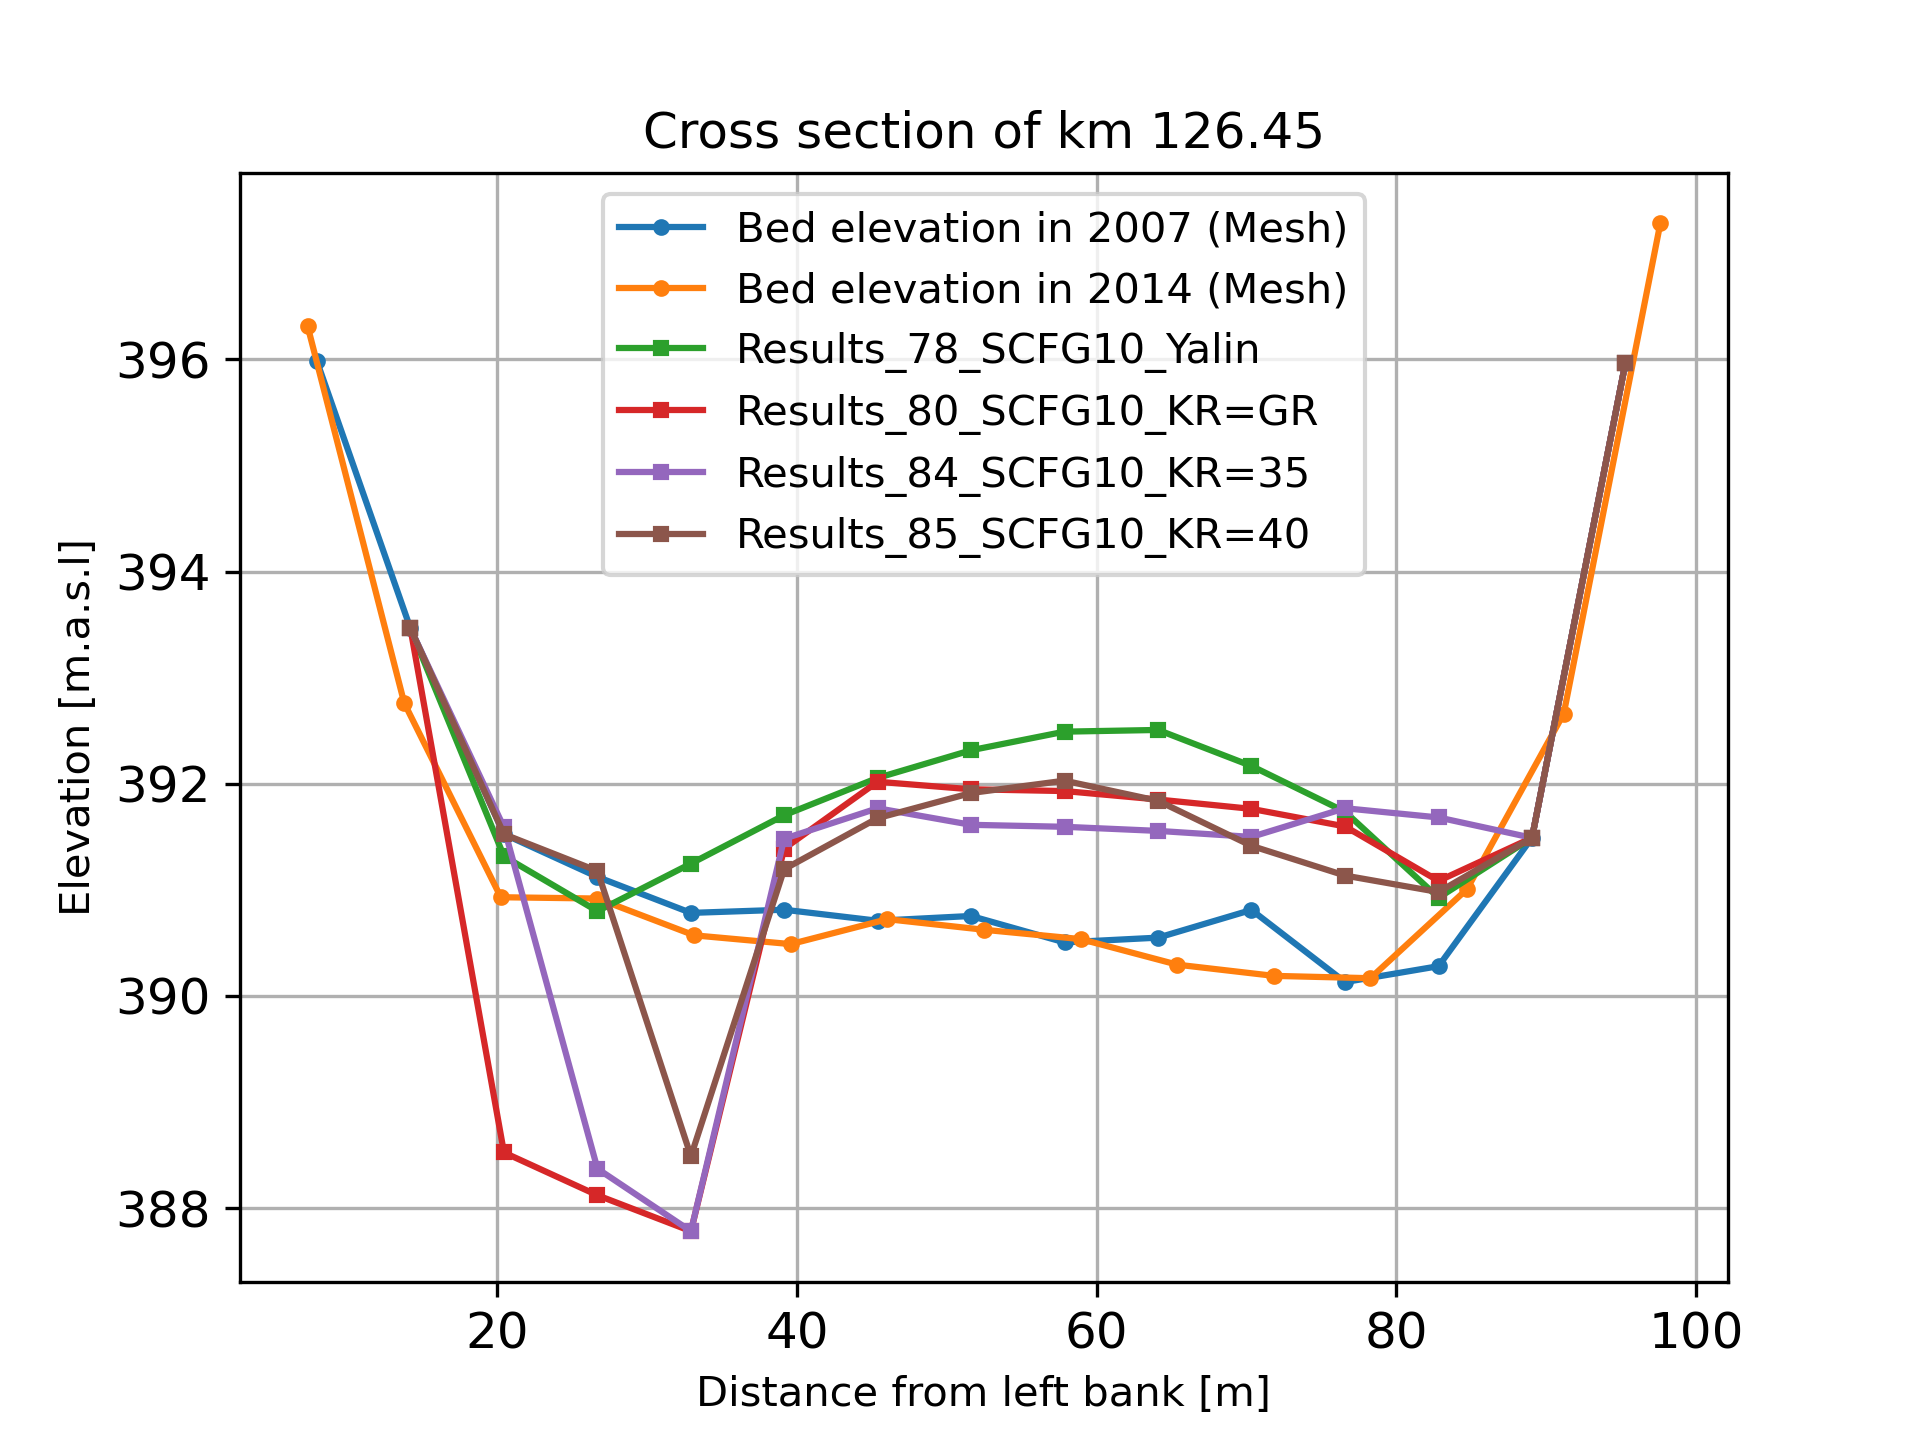 Cross section of km 126.45
Bed elevation in 2007 (Mesh)
Bed elevation in 2014 (Mesh)
Results_78_SCFG10_Yalin
Results_80_SCFG10_KR=GR
Results_84_SCFG10_KR=35
Results_85_SCFG10_KR=40
Elevation [m.a.s.l]
396
394
392
390
388
20 40 60 80 100
Distance from left bank [m]